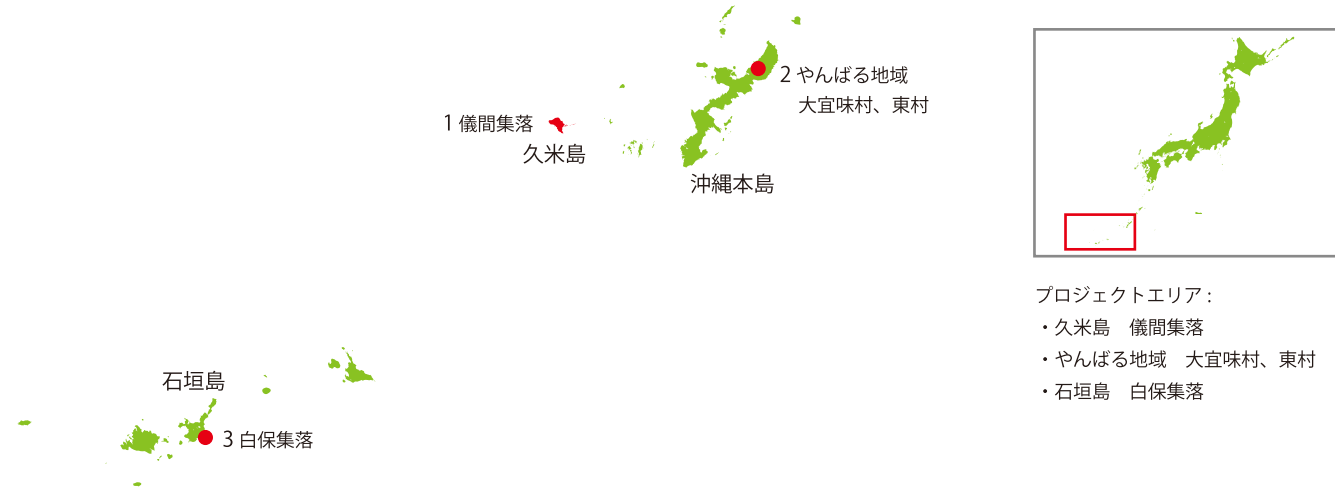 2 やんばる地域
大宜味村、東村
1 儀間集落
久米島
沖縄本島
プロジェクトエリア :
・久米島　儀間集落
・やんばる地域　大宜味村、東村
・石垣島　白保集落
石垣島
3 白保集落